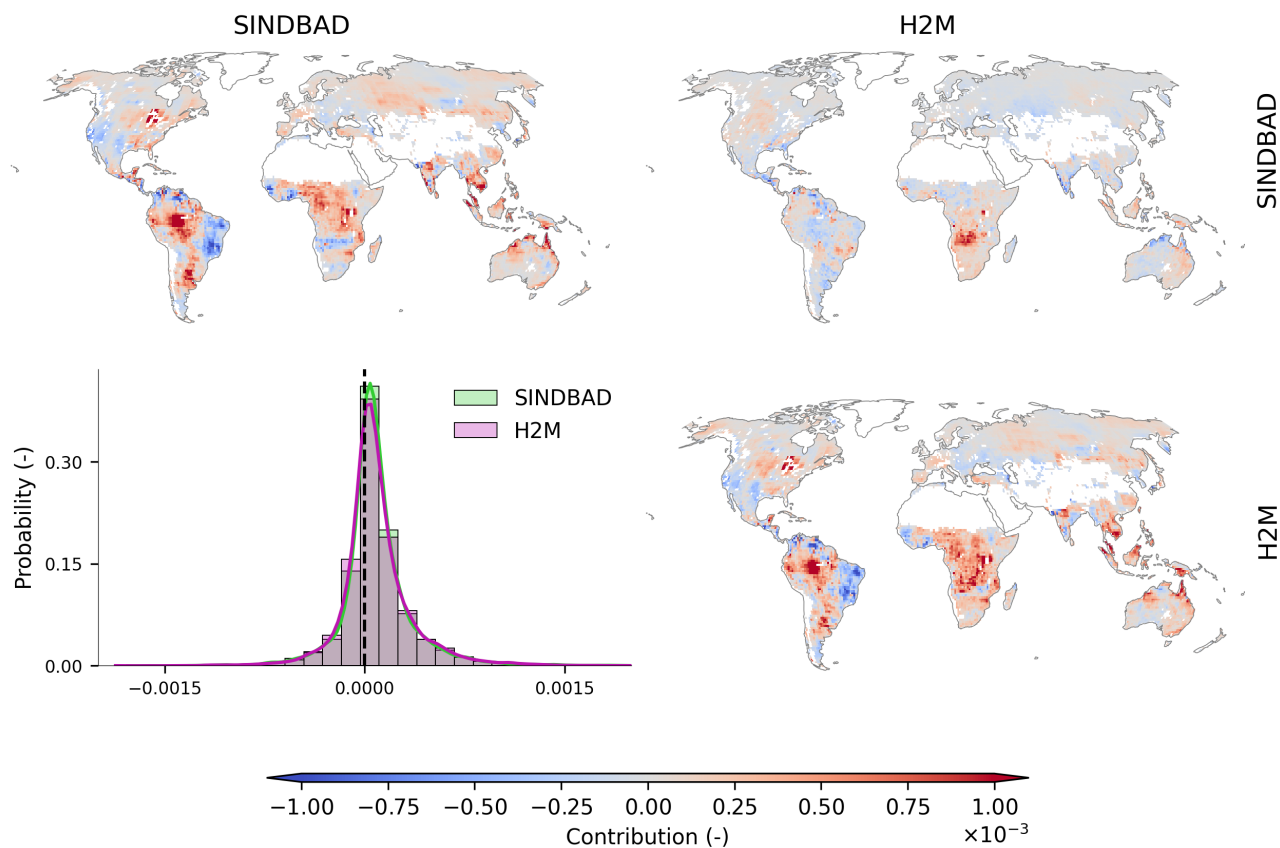 SINDBAD
H2M
SINDBAD
SINDBAD
H2M
Probability (-)
0.30
0.15
0.00
−0.0015
0.0000
0.0015
H2M
−1.00
−0.75
−0.50
−0.25
0.00
0.25
0.50
0.75
1.00
Contribution (-)
×10⁻³